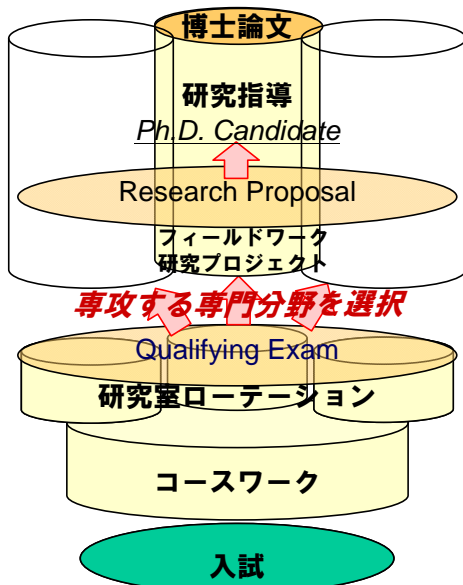 博士論文
研究指導
Ph.D. Candidate
Research Proposal
フィールドワーク
研究プロジェクト
専攻する専門分野を選択
Qualifying Exam
研究室ローテーション
コースワーク
入試